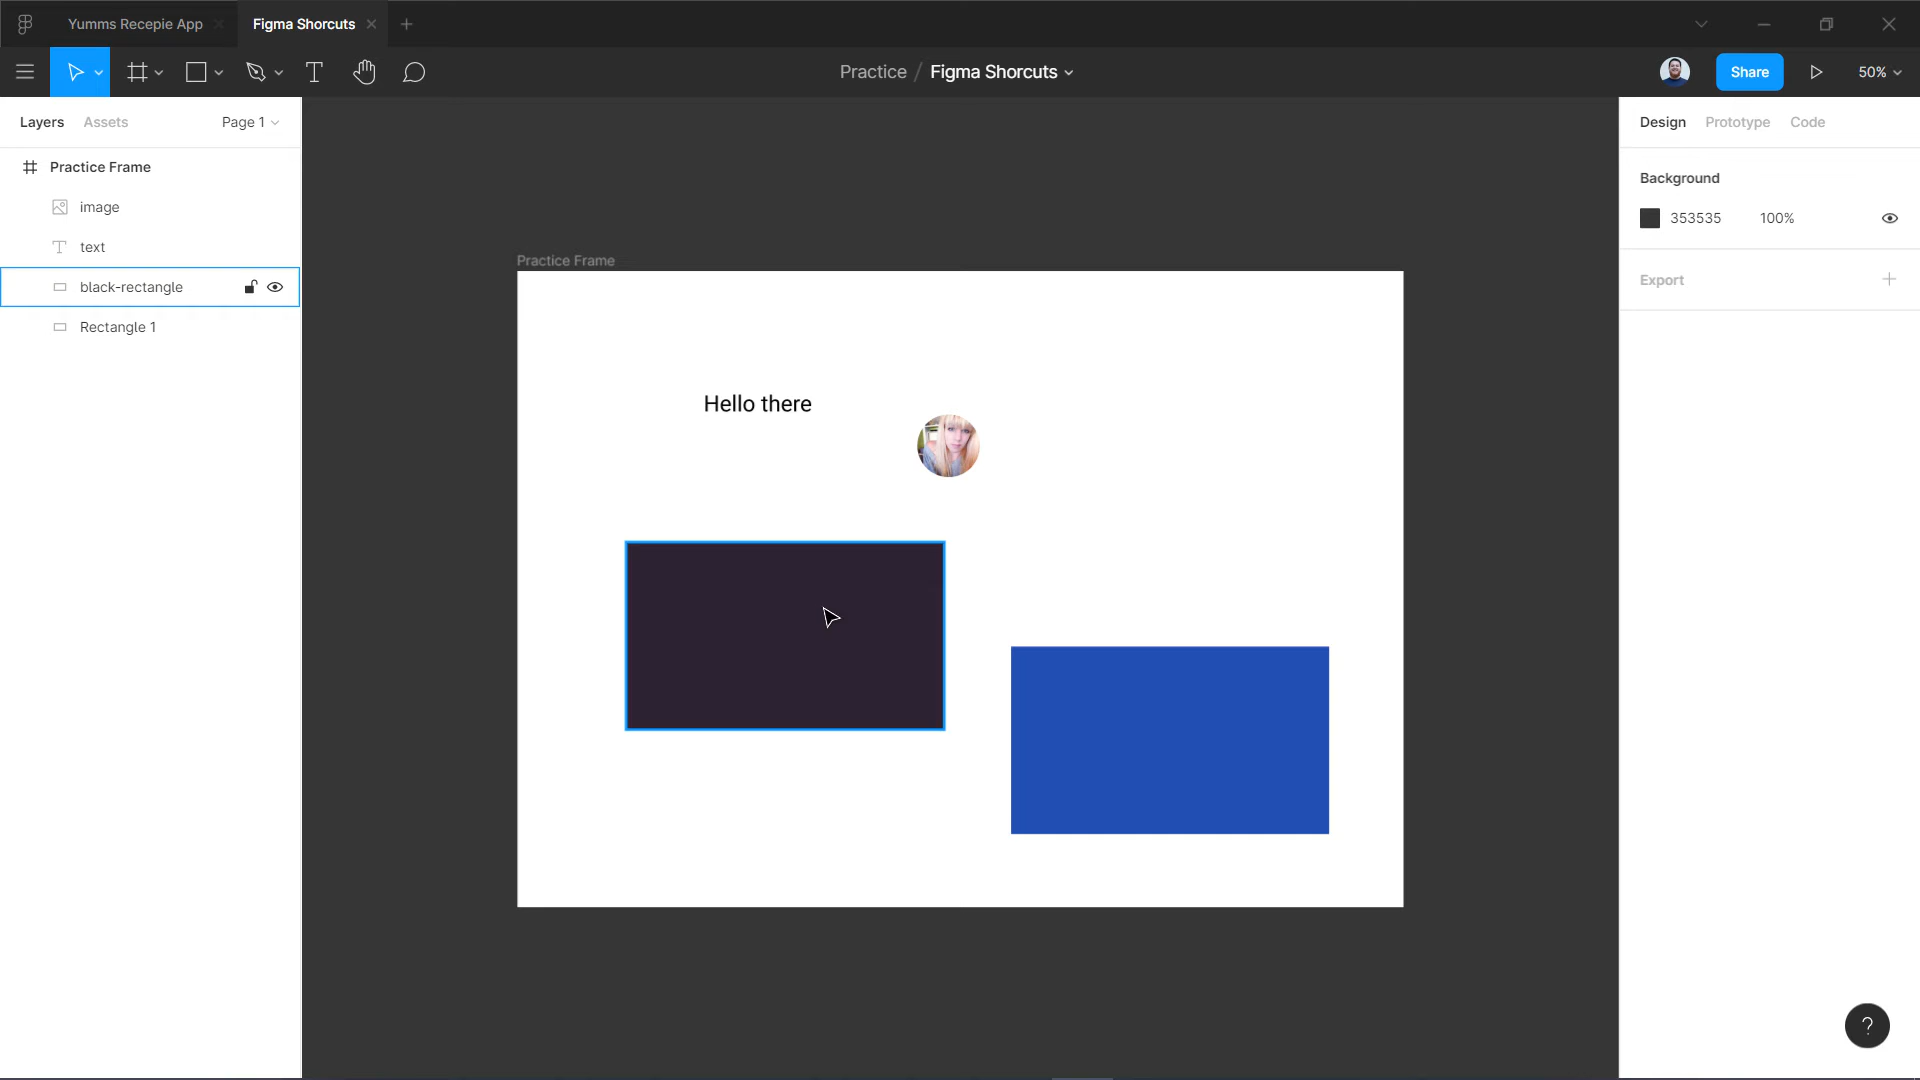 Yumms Recepie App
Figma Shorcuts
Practice / Figma Shorcuts
Share
50%
Layers
Assets
Page 1
Practice Frame
image
text
black-rectangle
Rectangle 1
Practice Frame
Hello there
Design
Prototype
Code
Background
353535
100%
Export
?